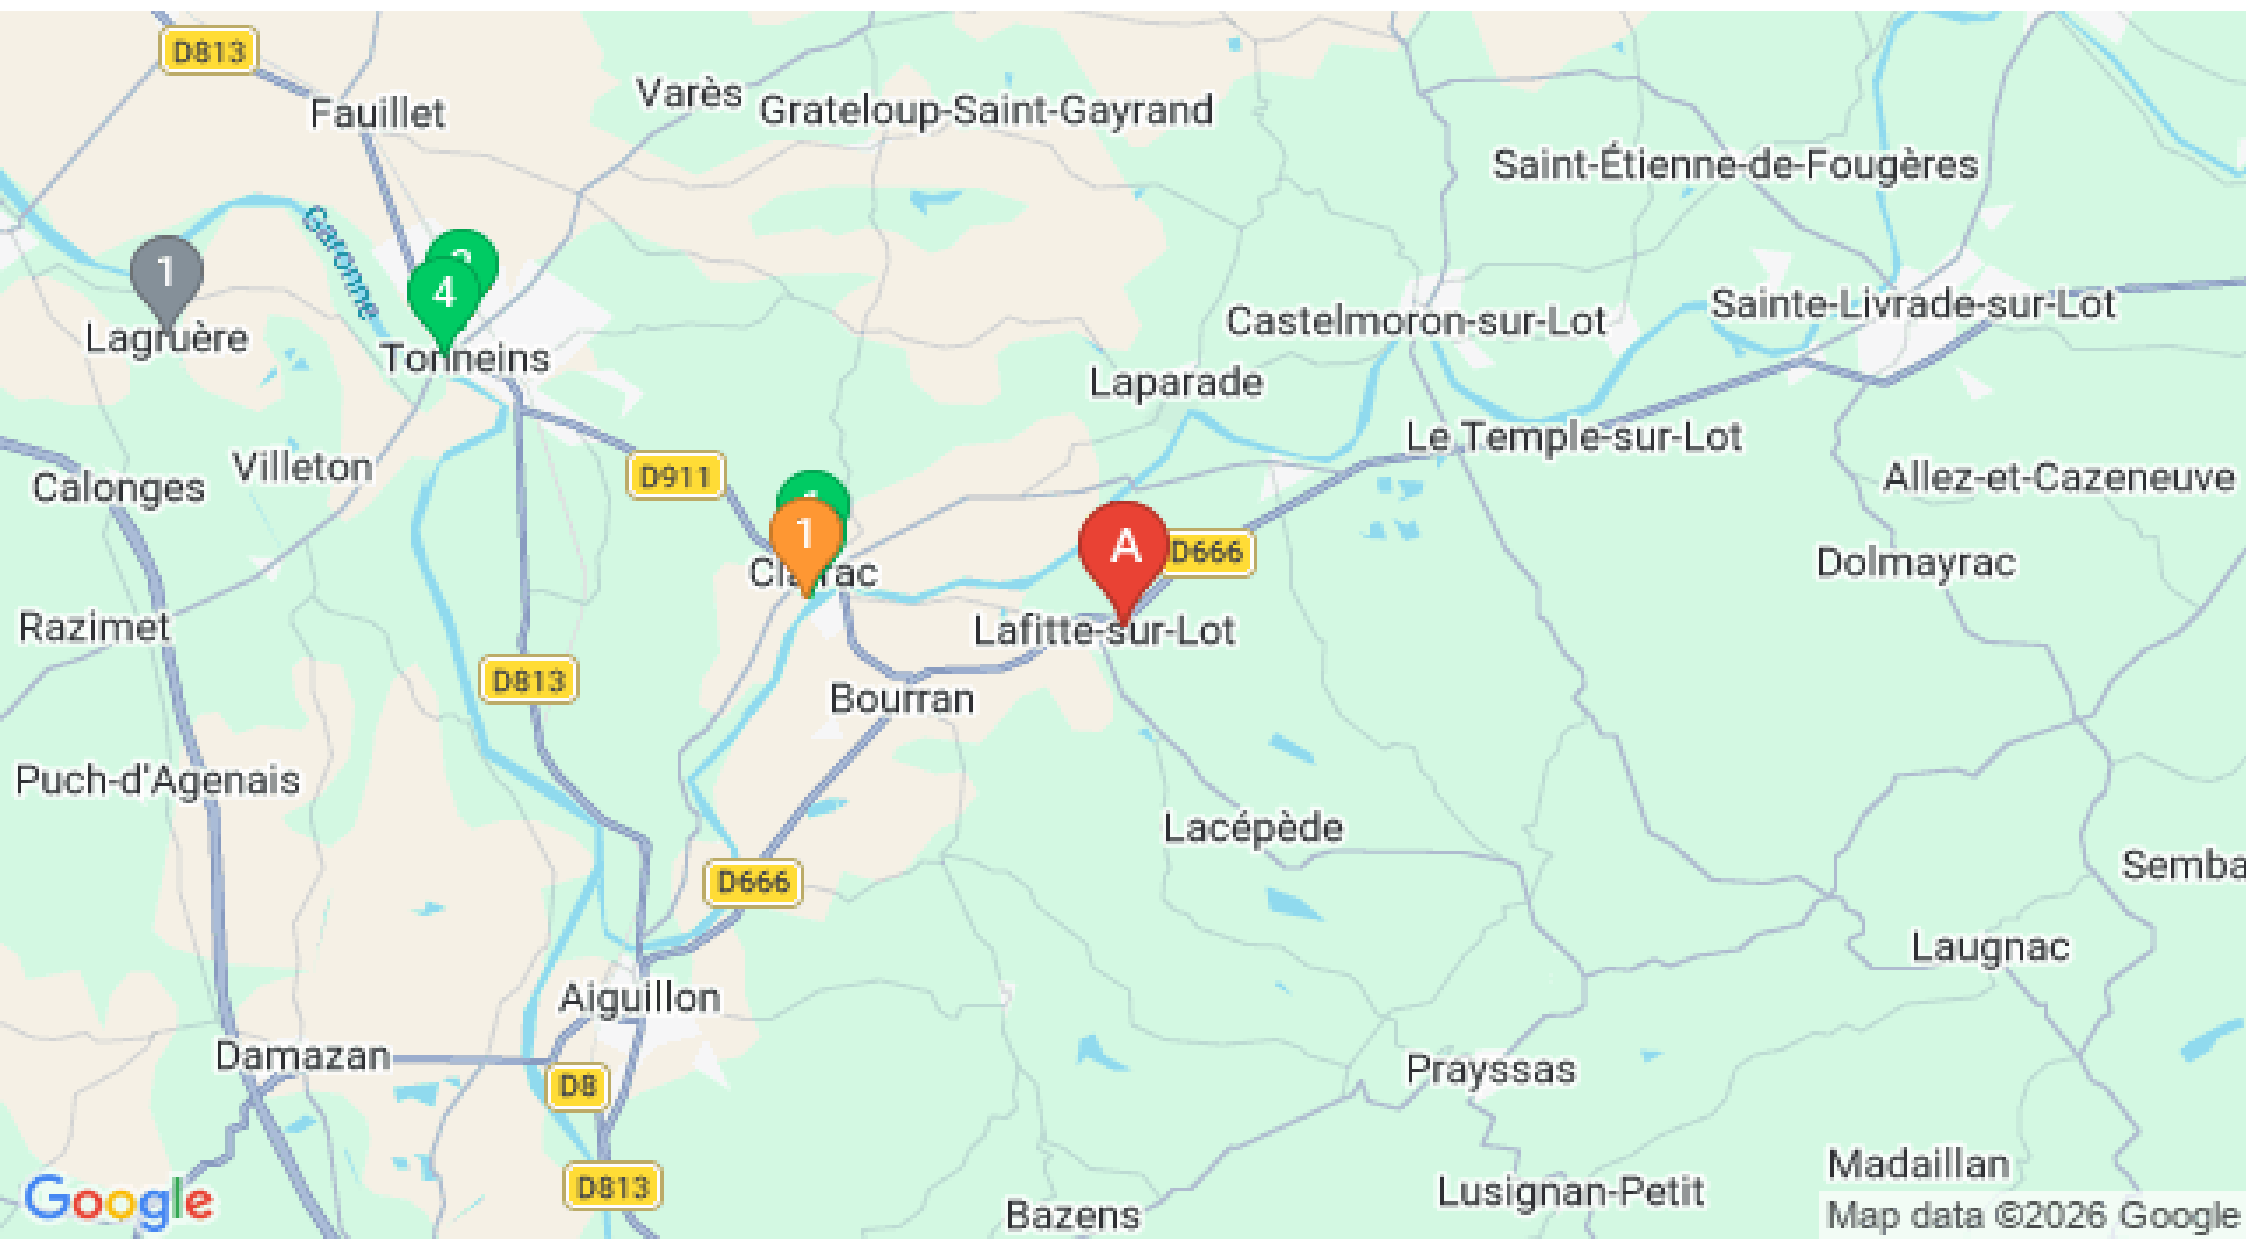 D813
Fauillet
Varès
Grateloup-Saint-Gayrand
Saint-Étienne-de-Fougères
Garonne
1
4
Lagruère
Tonneins
Castelmoron-sur-Lot
Sainte-Livrade-sur-Lot
Laparade
Le Temple-sur-Lot
Villeton
Calonges
D911
Allez-et-Cazeneuve
1
A
D666
Clairac
Dolmayrac
Razimet
Lafitte-sur-Lot
D813
Bourran
Puch-d'Agenais
Lacépède
D666
Semba
Laugnac
Aiguillon
Damazan
D8
Prayssas
Madaillan
D813
Lusignan-Petit
Google
Bazens
Map data ©2026 Google